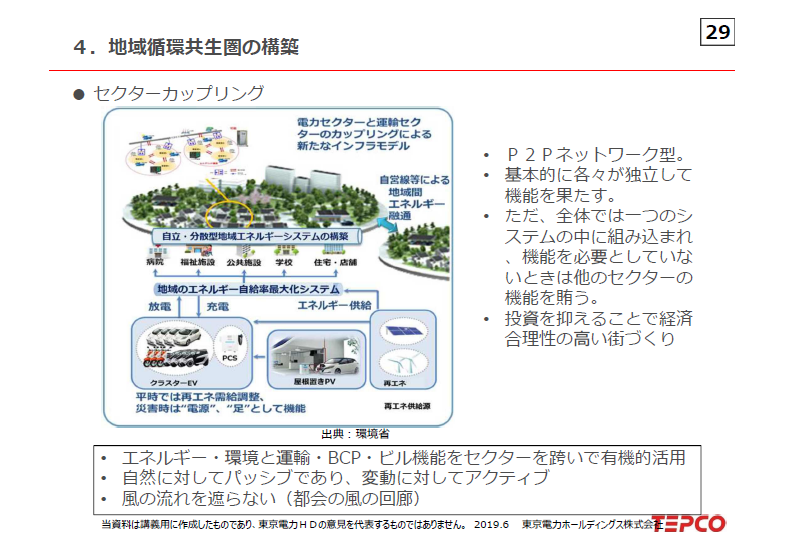 29
4．地域循環共生圏の構築
● セクターカップリング
電力セクターと運輸セク
ターのカップリングによる
新たなインフラモデル
自営線等による
地域間
エネルギー
融通
自立・分散型地域エネルギーシステムの構築
病院 福祉施設 公共施設 学校 住宅・店舗
地域のエネルギー自給率最大化システム
放電 充電 エネルギー供給
PCS
クラスターEV
屋根置きPV
再エネ
再エネ供給源
平時では再エネ需給調整、
災害時は“電源”、“足”として機能
出典：環境省
• Ｐ２Ｐネットワーク型。
• 基本的に各々が独立して
機能を果たす。
• ただ、全体では一つのシ
ステムの中に組み込まれ
、機能を必要としていな
いときは他のセクターの
機能を賄う。
• 投資を抑えることで経済
合理性の高い街づくり
• エネルギー・環境と運輸・BCP・ビル機能をセクターを跨いで有機的活用
• 自然に対してパッシブであり、変動に対してアクティブ
• 風の流れを遮らない（都会の風の回廊）
当資料は講義用に作成したものであり、東京電力ＨＤの意見を代表するものではありません。 2019.6 東京電力ホールディングス株式会社
TEPCO